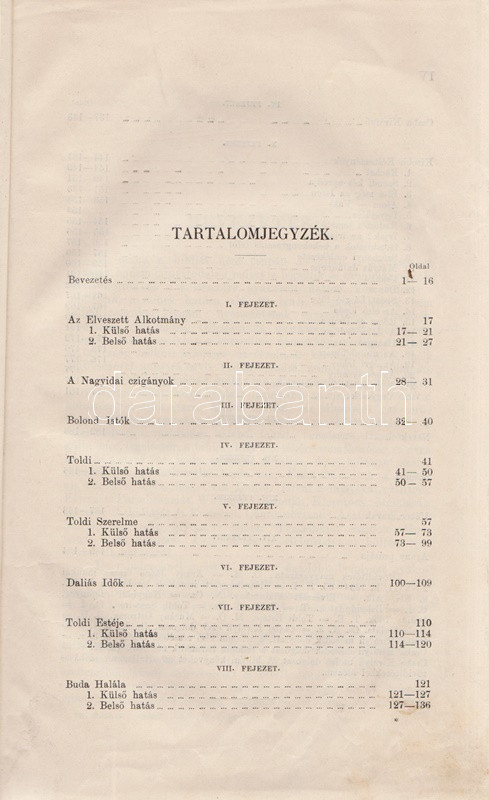 TARTALOMJEGYZÉK.
Oldal
Bevezetés 1— 16
I. FEJEZET.
Az Elveszett Alkotmány 17
1. Külső hatás 17— 21
2. Belső hatás 21— 27
II. FEJEZET.
A Nagyidai czigányok 28— 31
III. FEJEZET.
Bolond Istók 32— 40
IV. FEJEZET.
Toldi 41
1. Külső hatás 41— 50
2. Belső hatás 50— 57
V. FEJEZET.
Toldi Szerelme 57
1. Külső hatás 57— 73
2. Belső hatás 73— 99
VI. FEJEZET.
Daliás Idők 100—109
VII. FEJEZET.
Toldi Estéje 110
1. Külső hatás 110—114
2. Belső hatás 114—120
VIII. FEJEZET.
Buda Halála 121
1. Külső hatás 121—127
2. Belső hatás 127—136
*
darabanth